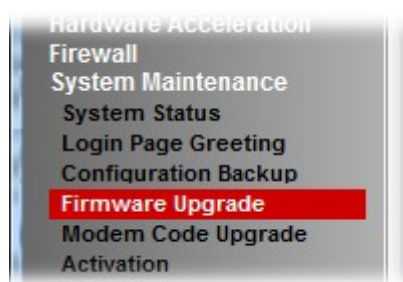 Hardware Acceleration
Firewall
System Maintenance
System Status
Login Page Greeting
Configuration Backup
Firmware Upgrade
Modem Code Upgrade
Activation